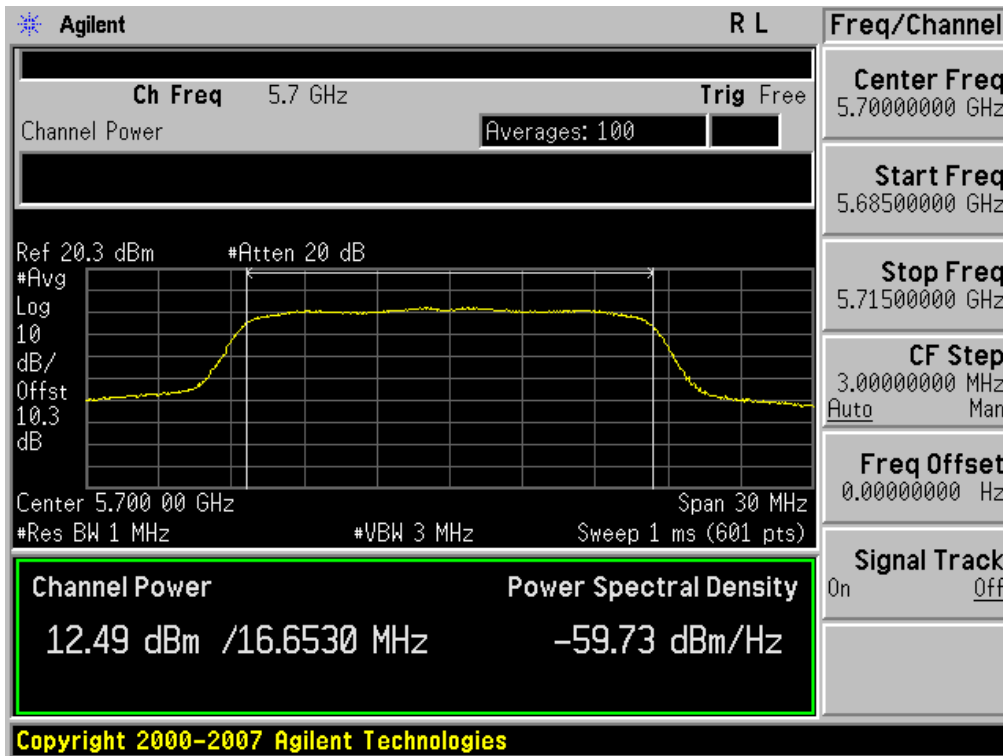 Agilent R L
Freq/Channel
Ch Freq 5.7 GHz Trig Free
Channel Power Averages: 100
Center Freq
5.70000000 GHz
Start Freq
5.68500000 GHz
Stop Freq
5.71500000 GHz
CF Step
3.00000000 MHz
Auto Man
Freq Offset
0.00000000 Hz
Signal Track
On Off
Ref 20.3 dBm #Atten 20 dB
#Avg
Log
10
dB/
Offst
10.3
dB
Center 5.700 00 GHz Span 30 MHz
#Res BW 1 MHz #VBW 3 MHz Sweep 1 ms (601 pts)
Channel Power Power Spectral Density
12.49 dBm /16.6530 MHz -59.73 dBm/Hz
Copyright 2000-2007 Agilent Technologies